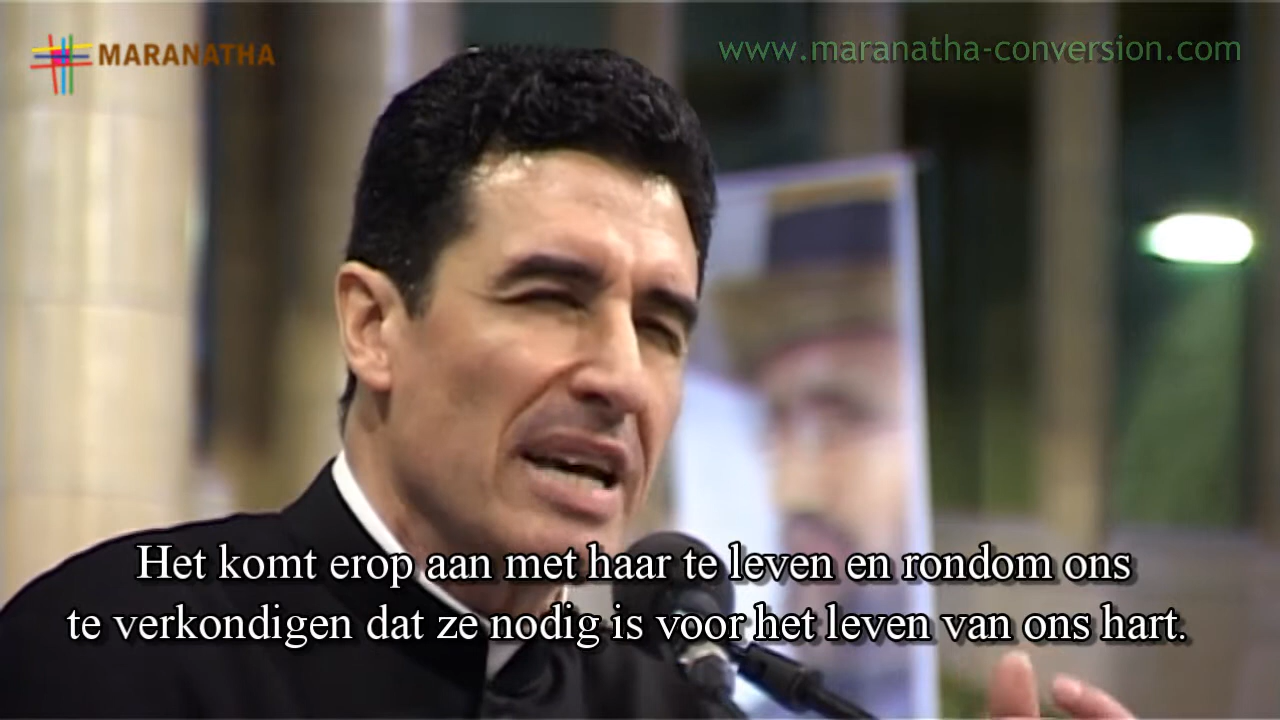 MARANATHA
www.maranatha-conversion.com
Het komt erop aan met haar te leven en rondom ons
te verkondigen dat ze nodig is voor het leven van ons hart.